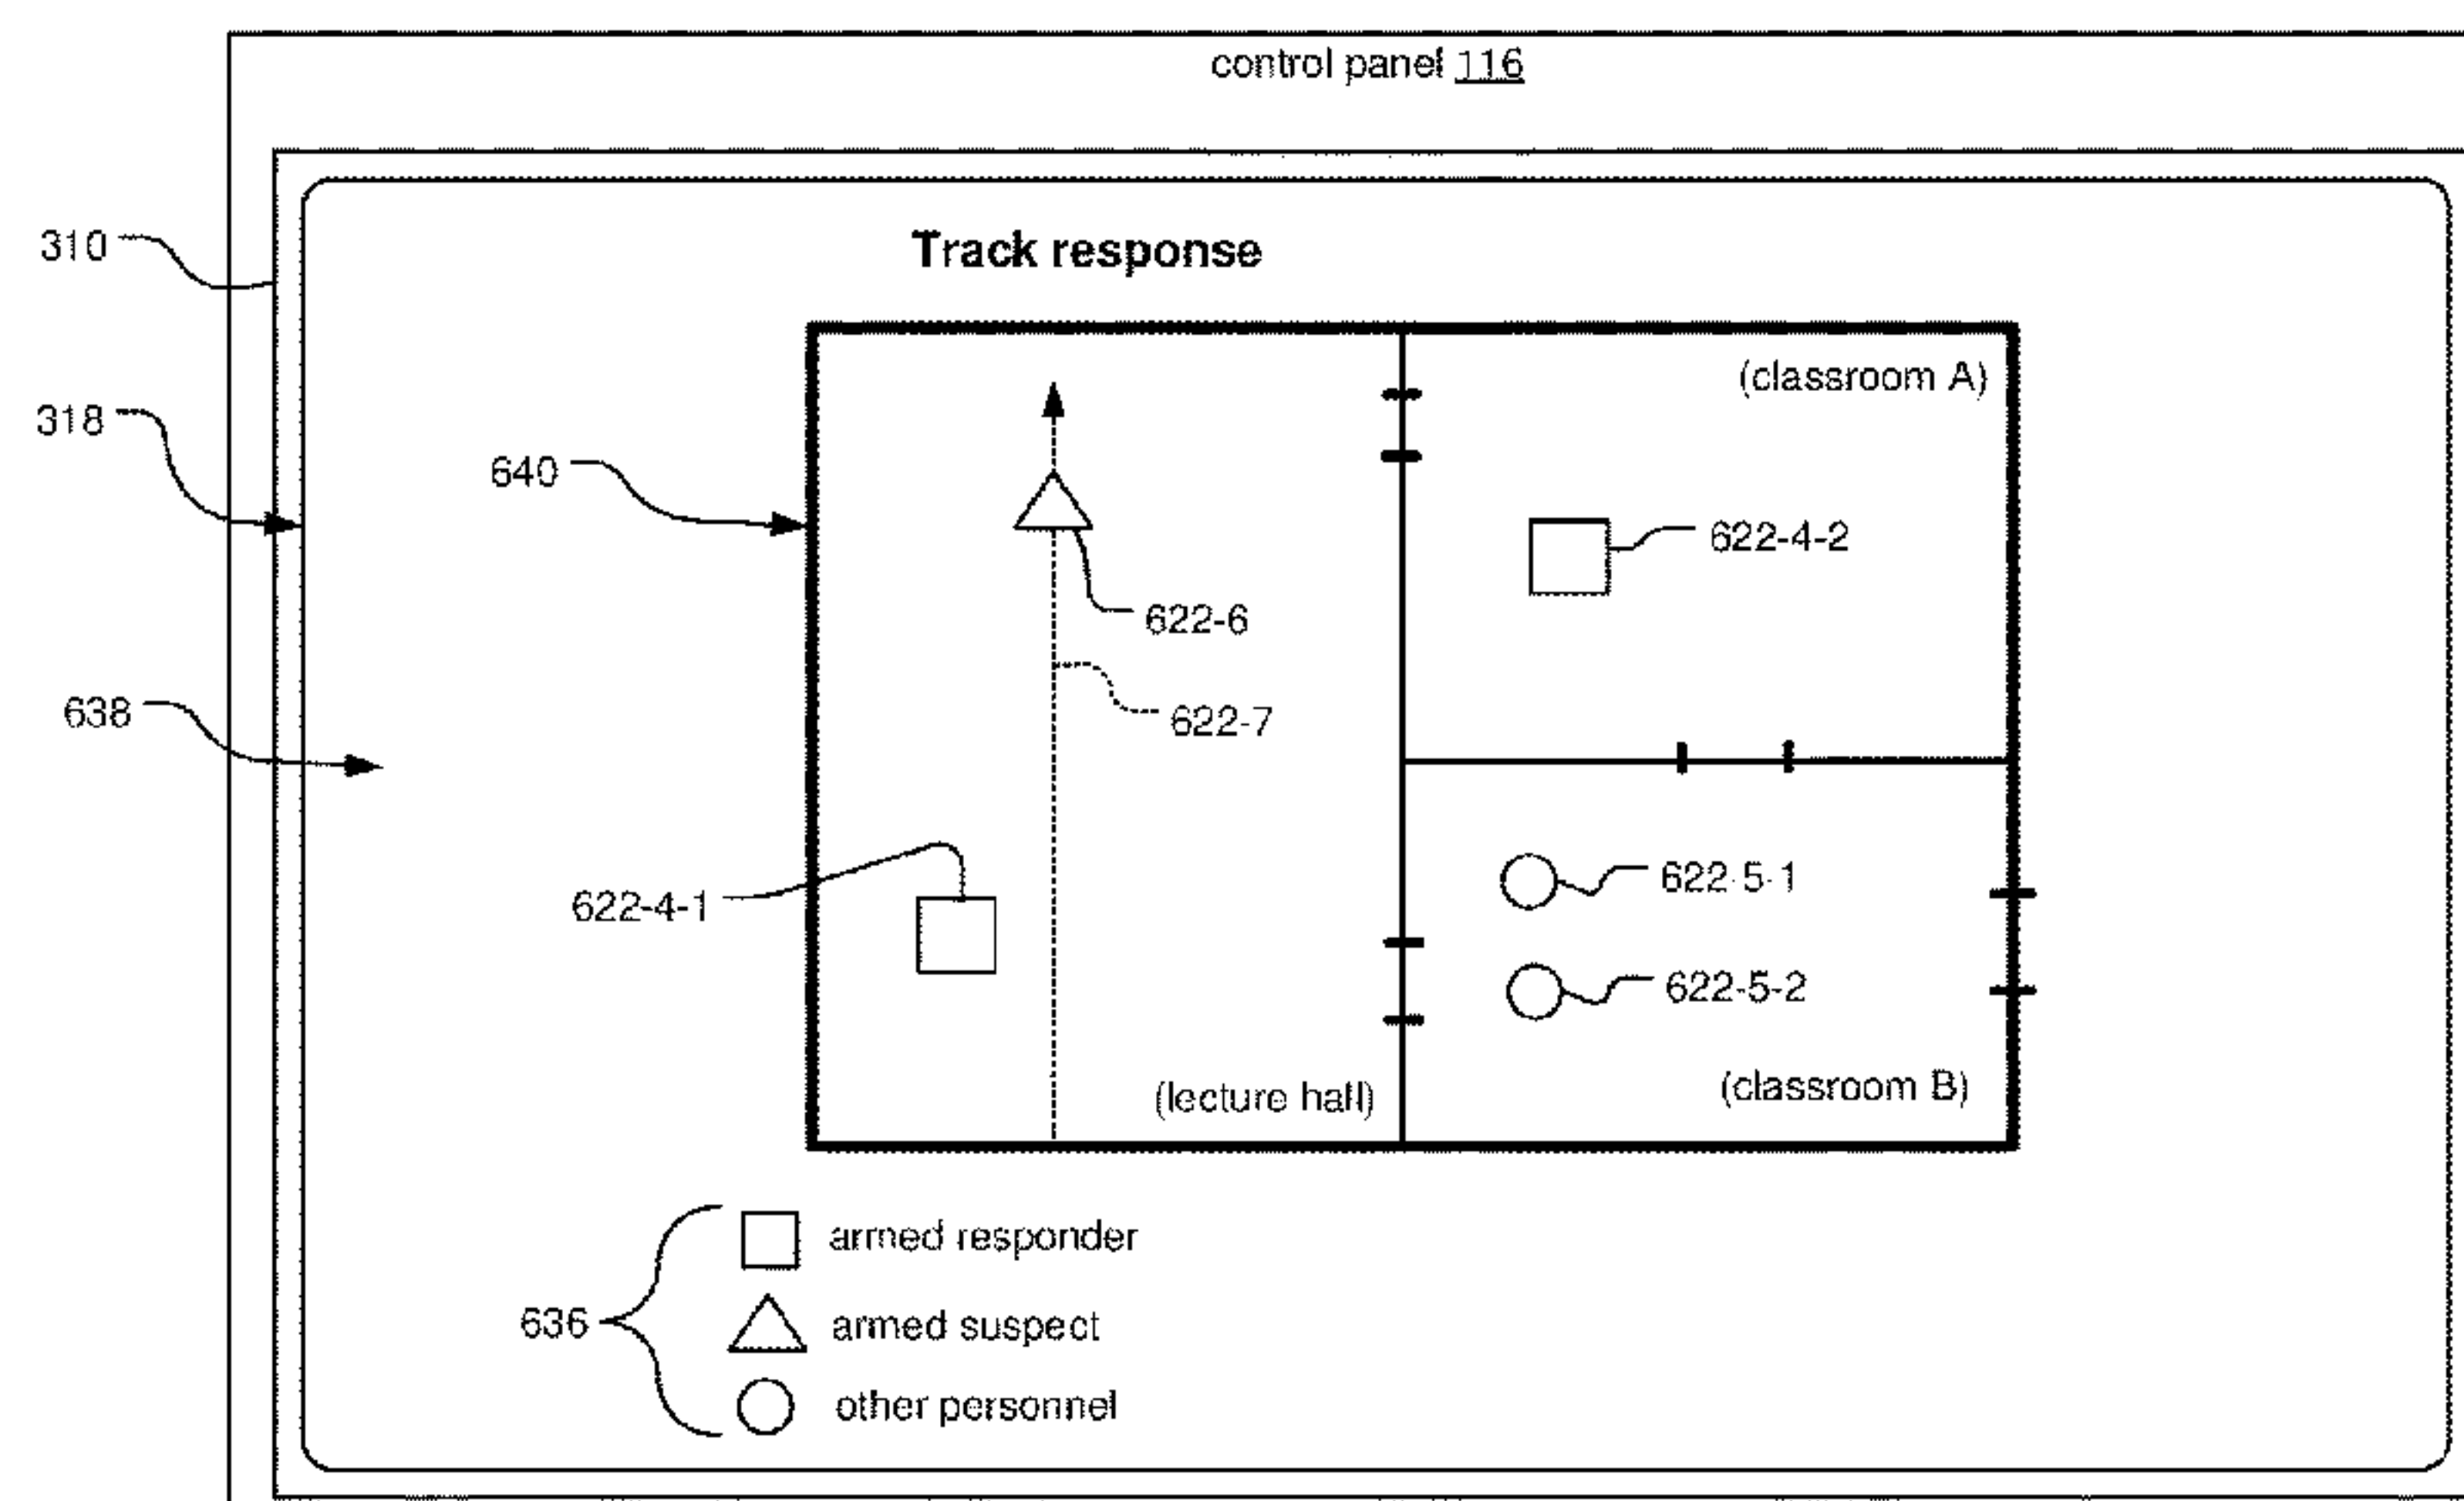 control panel 116
310
Track response
(classroom A)
318
640
622-4-2
622-6
638
622-7
622-4-1
622-5-1
622-5-2
(lecture hall)
(classroom B)
armed responder
636
armed suspect
other personnel